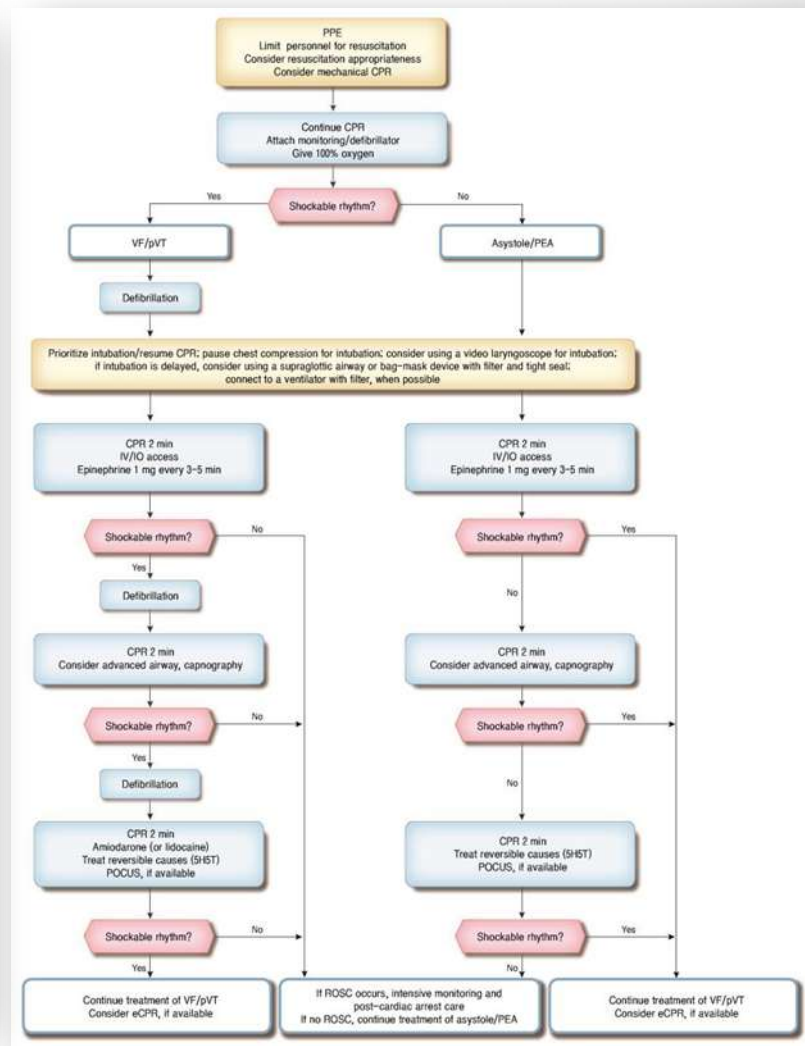 PPE
Limit personnel for resuscitation
Consider resuscitation appropriateness
Consider mechanical CPR
Continue CPR
Attach monitoring/defibrillator
Give 100% oxygen
Shockable rhythm?
Yes
No
VF/pVT
Asystole/PEA
Defibrillation
Prioritize intubation/resume CPR; pause chest compression for intubation; consider using a video laryngoscope for intubation;
if intubation is delayed, consider using a supraglottic airway or bag-mask device with filter and tight seal;
connect to a ventilator with filter, when possible
CPR 2 min
IV/IO access
Epinephrine 1 mg every 3-5 min
CPR 2 min
IV/IO access
Epinephrine 1 mg every 3-5 min
Shockable rhythm?
No
Yes
Shockable rhythm?
Yes
No
Defibrillation
CPR 2 min
Consider advanced airway, capnography
CPR 2 min
Consider advanced airway, capnography
Shockable rhythm?
No
Yes
Shockable rhythm?
Yes
No
Defibrillation
CPR 2 min
Amiodarone (or lidocaine)
Treat reversible causes (5H5T)
POCUS, if available
CPR 2 min
Treat reversible causes (5H5T)
POCUS, if available
Shockable rhythm?
No
Yes
Shockable rhythm?
Yes
No
Continue treatment of VF/pVT
Consider eCPR, if available
If ROSC occurs, intensive monitoring and
post-cardiac arrest care
If no ROSC, continue treatment of asystole/PEA
Continue treatment of VF/pVT
Consider eCPR, if available